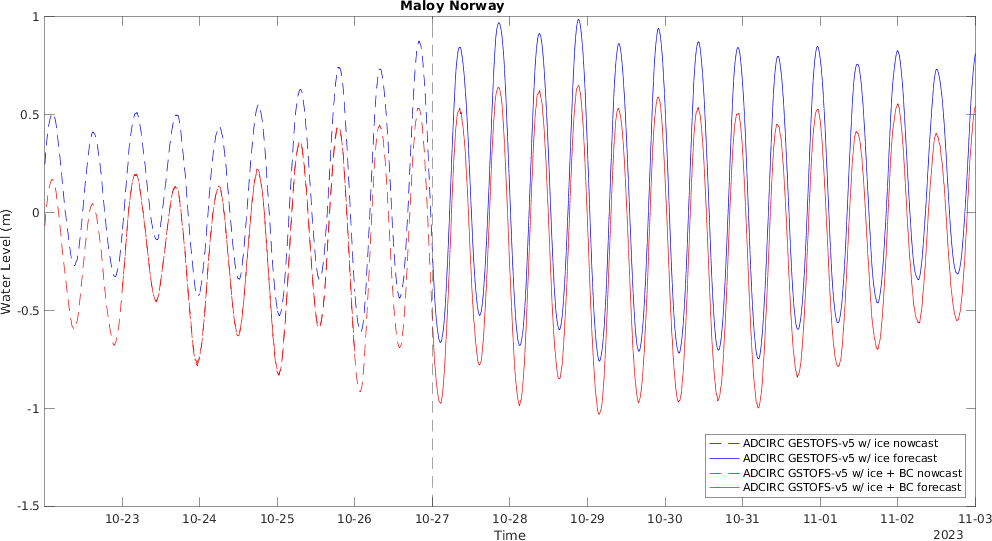 Maloy Norway
1
0.5
0
-0.5
-1
-1.5
Water Level (m)
ADCIRC GESTOFS-v5 w/ ice nowcast
ADCIRC GESTOFS-v5 w/ ice forecast
ADCIRC GSTOFS-v5 w/ ice + BC nowcast
ADCIRC GSTOFS-v5 w/ ice + BC forecast
10-23 10-24 10-25 10-26 10-27 10-28 10-29 10-30 10-31 11-01 11-02 11-03
Time
2023